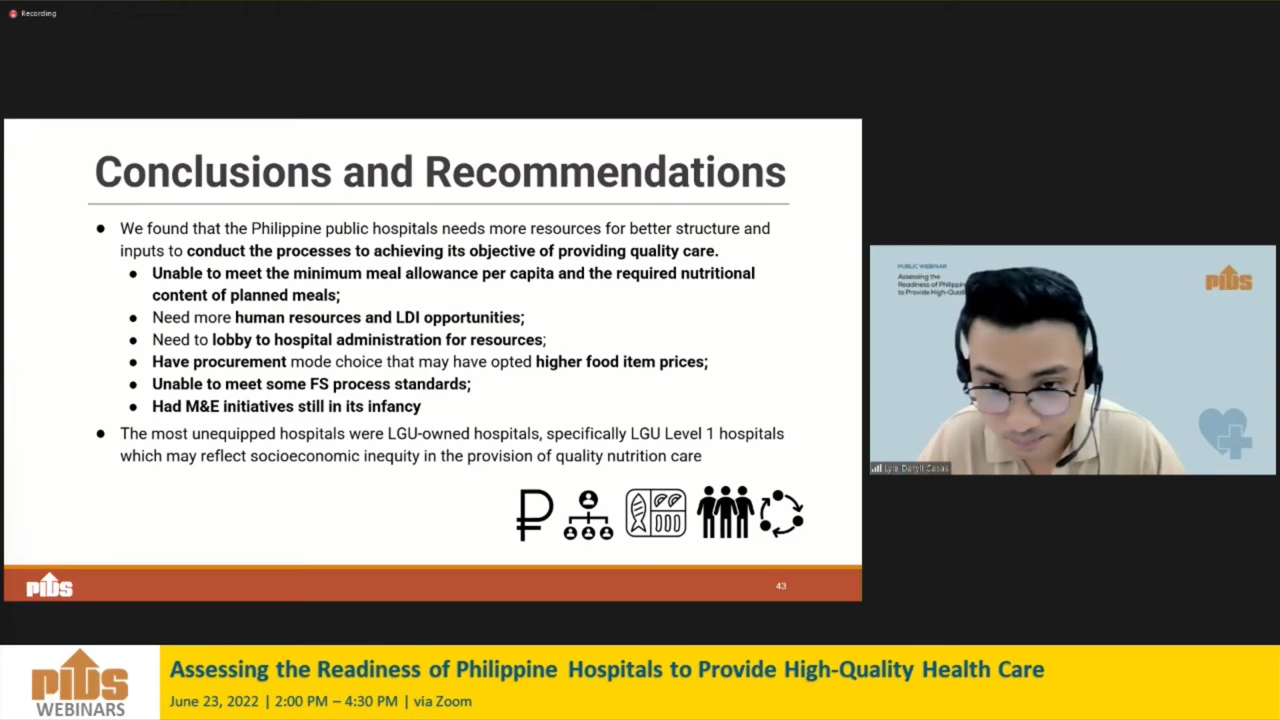 Recording
Conclusions and Recommendations
● We found that the Philippine public hospitals needs more resources for better structure and
inputs to conduct the processes to achieving its objective of providing quality care.
● Unable to meet the minimum meal allowance per capita and the required nutritional
content of planned meals;
● Need more human resources and LDI opportunities;
● Need to lobby to hospital administration for resources;
● Have procurement mode choice that may have opted higher food item prices;
● Unable to meet some FS process standards;
● Had M&E initiatives still in its infancy
● The most unequipped hospitals were LGU-owned hospitals, specifically LGU Level 1 hospitals
which may reflect socioeconomic inequity in the provision of quality nutrition care
PIDS
43
PUBLIC WEBINAR
Assessing the
Readiness of
to Provide
PIDS
Casas
PIDS
WEBINARS
Assessing the Readiness of Philippine Hospitals to Provide High-Quality Health Care
June 23, 2022 | 2:00 PM – 4:30 PM | via Zoom